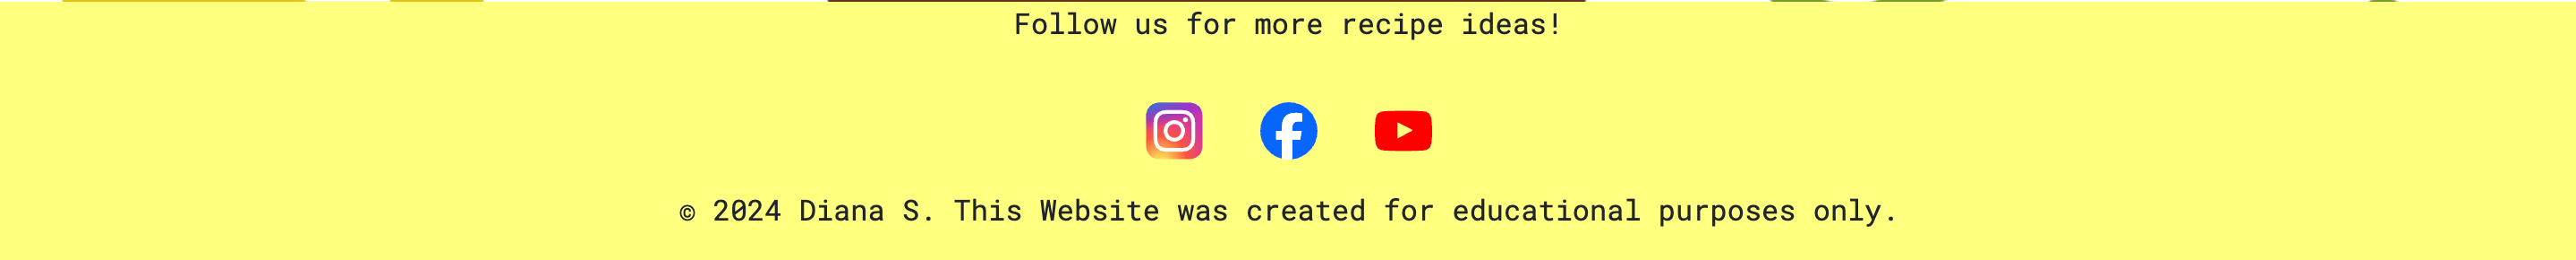 Follow us for more recipe ideas!
© 2024 Diana S. This Website was created for educational purposes only.